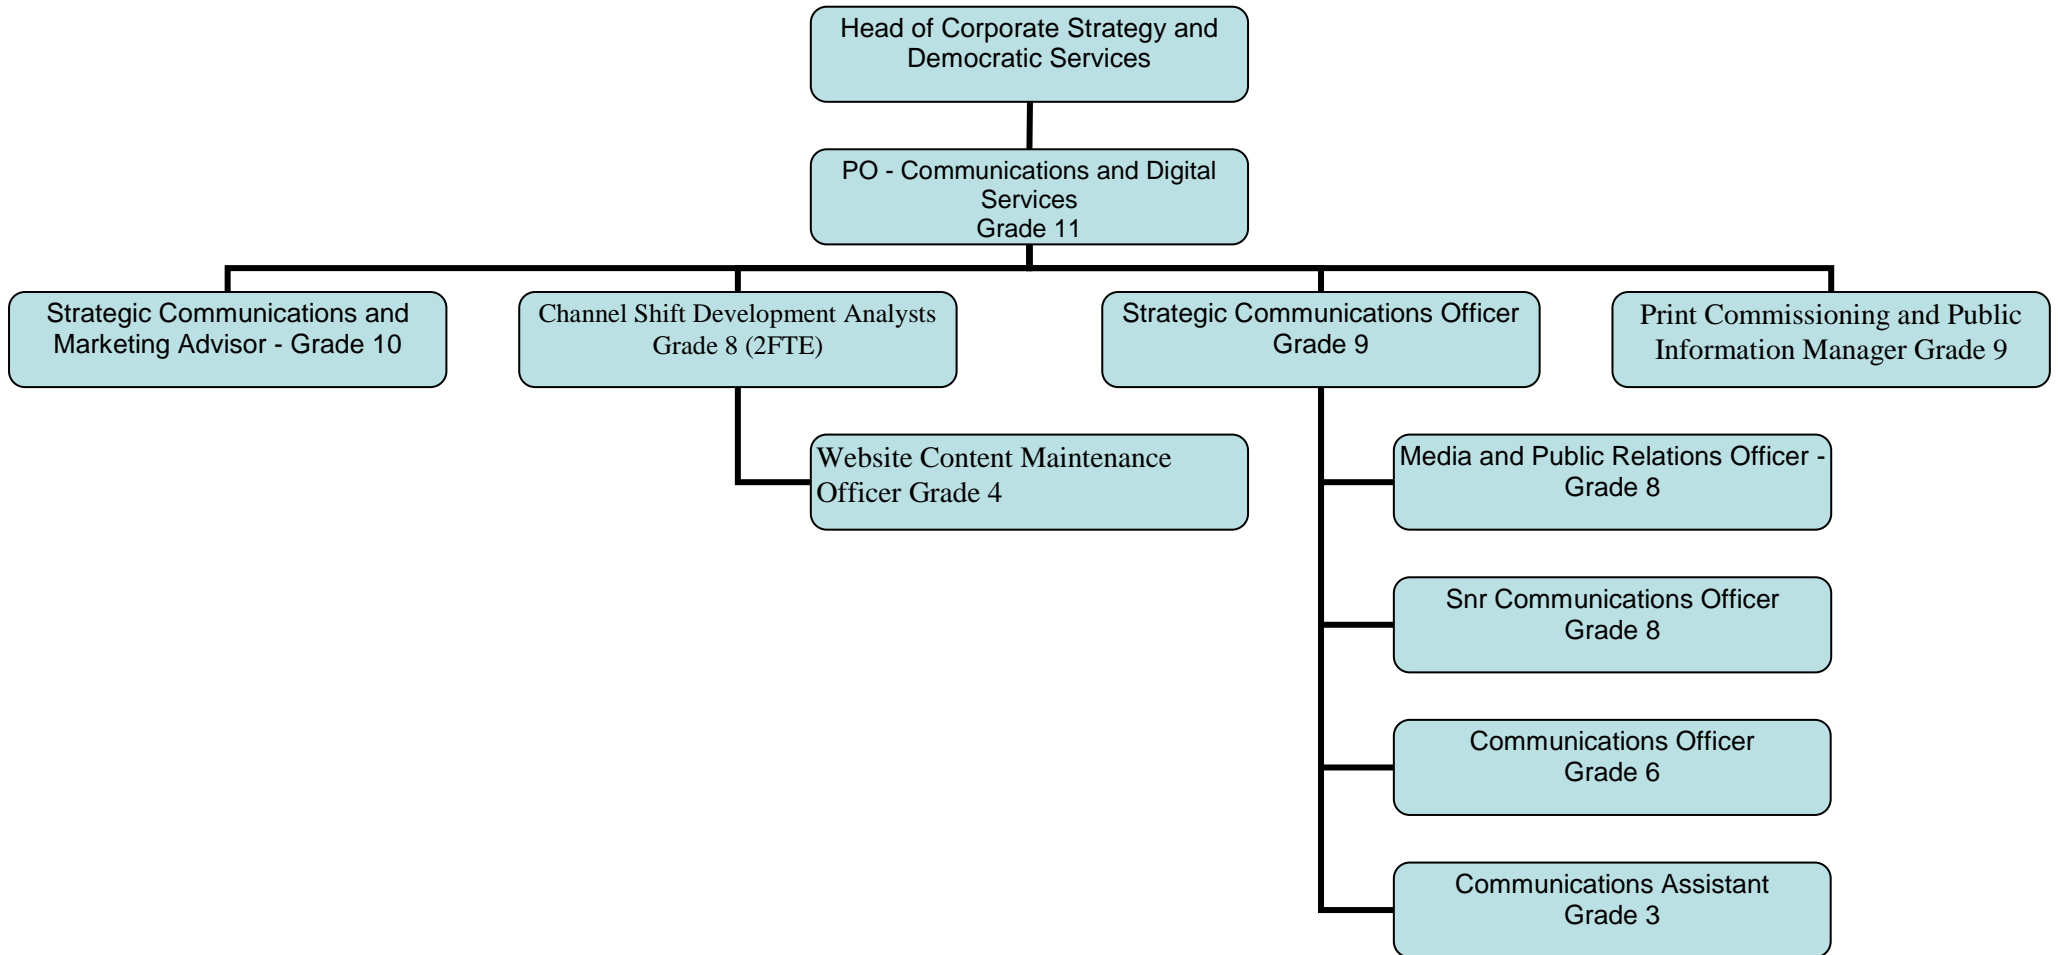 Head of Corporate Strategy and
Democratic Services
PO - Communications and Digital
Services
Grade 11
Strategic Communications and
Marketing Advisor - Grade 10
Channel Shift Development Analysts
Grade 8 (2FTE)
Strategic Communications Officer
Grade 9
Print Commissioning and Public
Information Manager Grade 9
Website Content Maintenance
Officer Grade 4
Media and Public Relations Officer -
Grade 8
Snr Communications Officer
Grade 8
Communications Officer
Grade 6
Communications Assistant
Grade 3